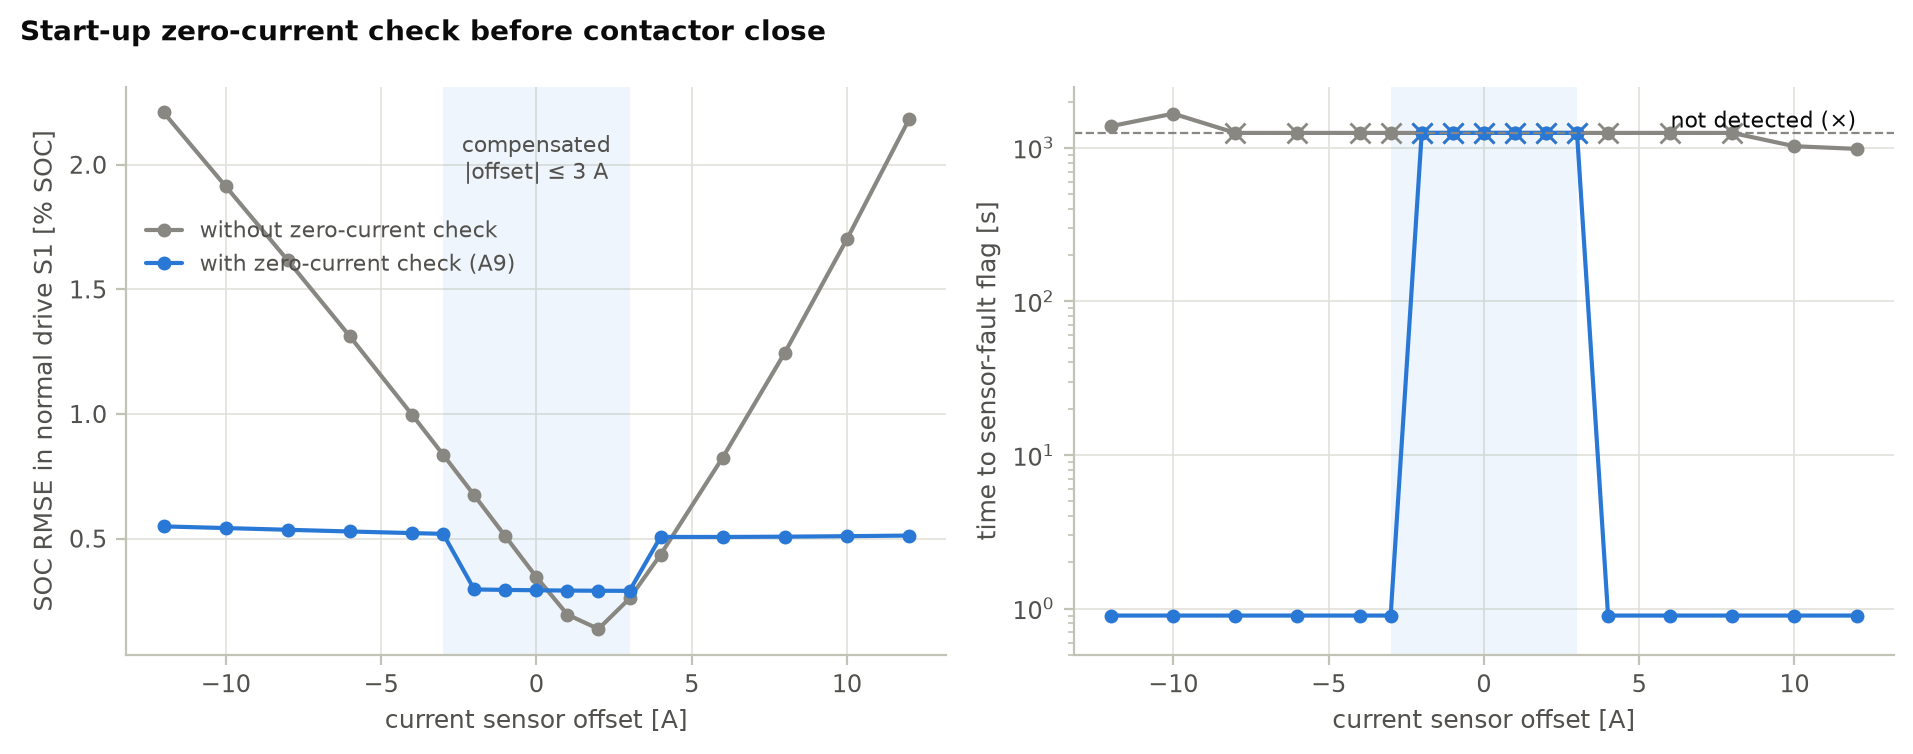 Start-up zero-current check before contactor close
SOC RMSE in normal drive S1 [% SOC]
2.0
1.5
1.0
0.5
compensated
|offset| ≤ 3 A
without zero-current check
with zero-current check (A9)
−10
−5
0
5
10
current sensor offset [A]
time to sensor-fault flag [s]
10³
10²
10¹
10⁰
not detected (×)
−10
−5
0
5
10
current sensor offset [A]